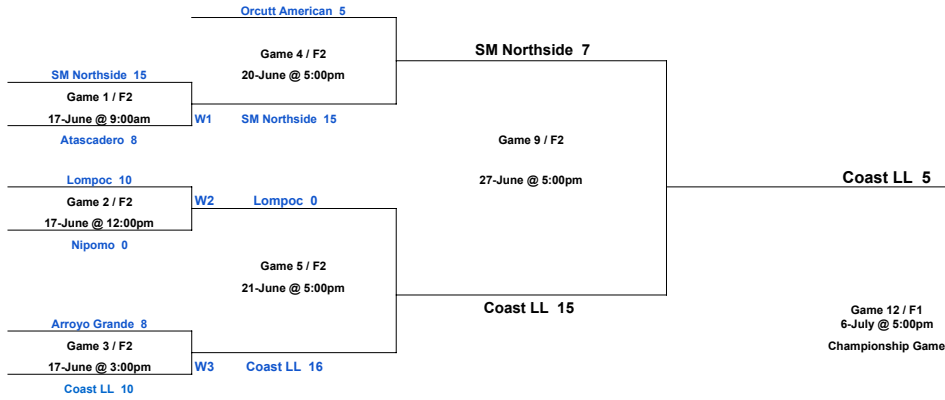 Orcutt American 5
Game 4 / F2
20-June @ 5:00pm
SM Northside 7
SM Northside 15
Game 1 / F2
17-June @ 9:00am
W1 SM Northside 15
Atascadero 8
Game 9 / F2
27-June @ 5:00pm
Coast LL 5
Lompoc 10
Game 2 / F2
W2 Lompoc 0
17-June @ 12:00pm
Nipomo 0
Game 5 / F2
21-June @ 5:00pm
Coast LL 15
Arroyo Grande 8
Game 3 / F2
17-June @ 3:00pm
W3 Coast LL 16
Coast LL 10
Game 12 / F1
6-July @ 5:00pm
Championship Game